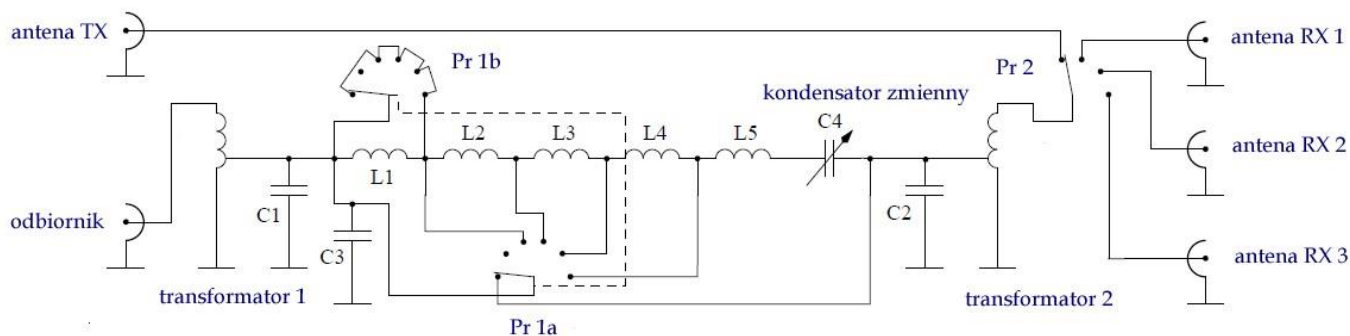 antena TX
Pr 1b
Pr 2
antena RX 1
kondensator zmienny
C4
L2
L3
L4
L5
L1
antena RX 2
odbiornik
C1
C3
C2
antena RX 3
transformator 1
transformator 2
Pr 1a